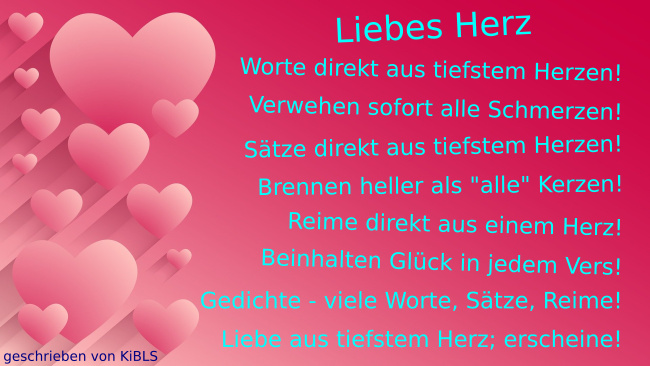 Liebes Herz
Worte direkt aus tiefstem Herzen!
Verwehen sofort alle Schmerzen!
Sätze direkt aus tiefstem Herzen!
Brennen heller als "alle" Kerzen!
Reime direkt aus einem Herz!
Beinhalten Glück in jedem Vers!
Gedichte - viele Worte, Sätze, Reime!
Liebe aus tiefstem Herz; erscheine!
geschrieben von KiBLS